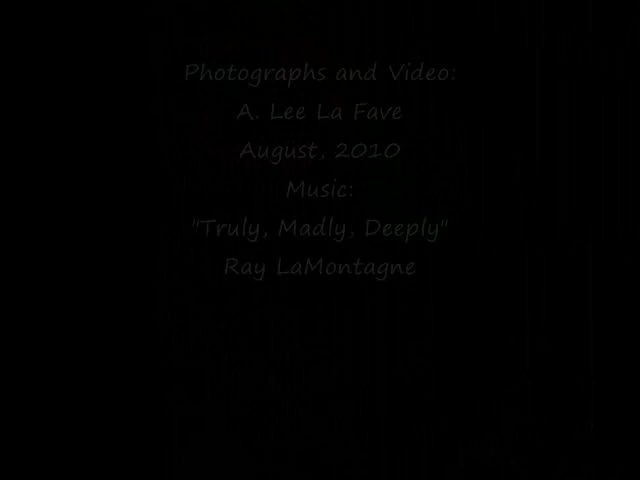 Photographs and Video:
A. Lee La Fave
August, 2010
Music:
"Truly, Madly, Deeply"
Ray LaMontagne